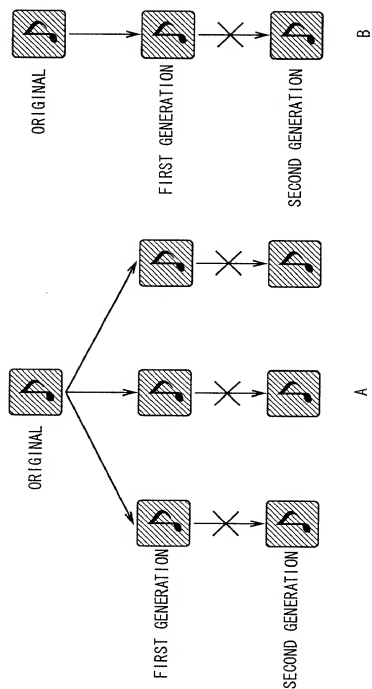 ORIGINAL
FIRST GENERATION
SECOND GENERATION
A
ORIGINAL
FIRST GENERATION
SECOND GENERATION
B